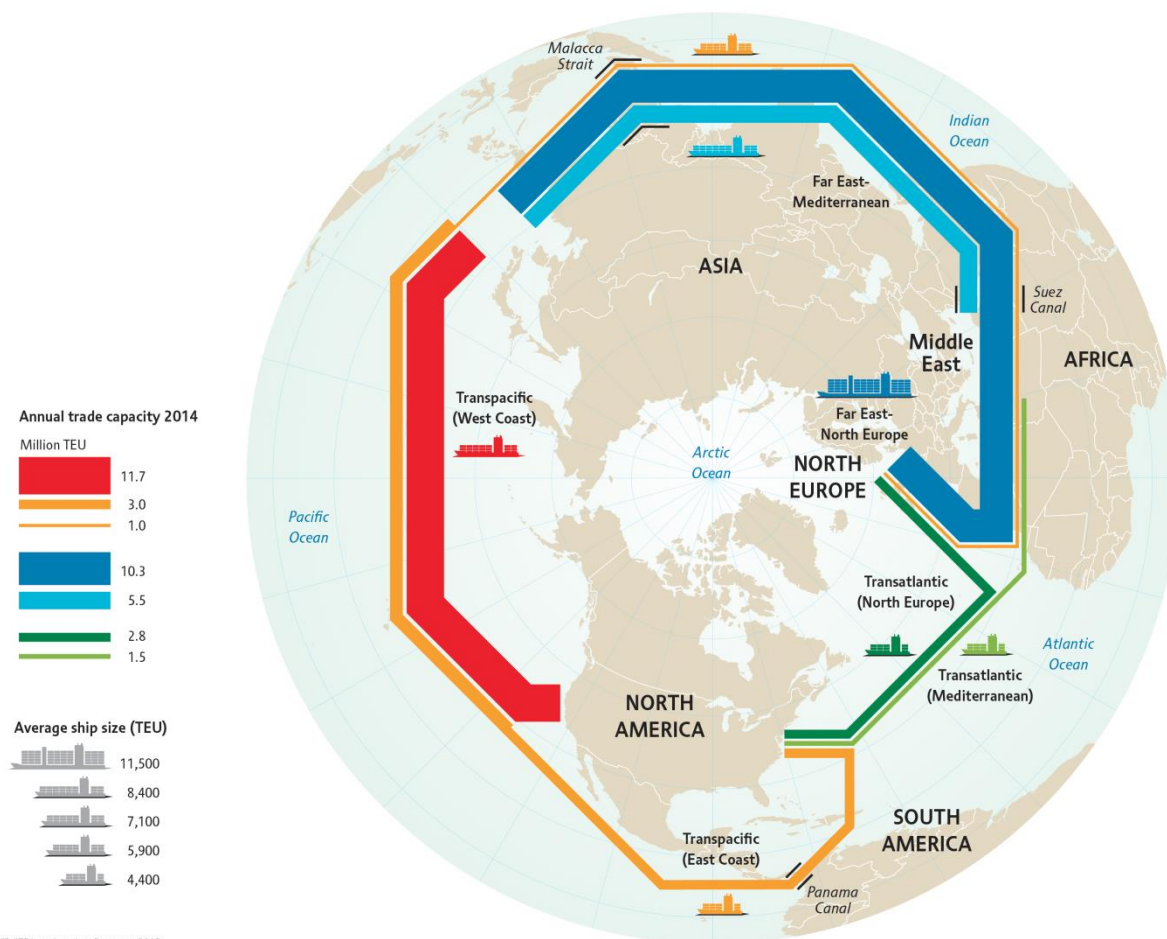 Malacca
Strait
Indian
Ocean
Far East-
Mediterranean
ASIA
Suez
Canal
Middle
East
AFRICA
Annual trade capacity 2014
Million TEU
11.7
3.0
1.0
10.3
5.5
2.8
1.5
Transpacific
(West Coast)
Far East-
North Europe
Arctic
Ocean
NORTH
EUROPE
Pacific
Ocean
Transatlantic
(North Europe)
Atlantic
Ocean
Transatlantic
(Mediterranean)
NORTH
AMERICA
Average ship size (TEU)
11,500
8,400
7,100
5,900
4,400
SOUTH
AMERICA
Transpacific
(East Coast)
Panama
Canal